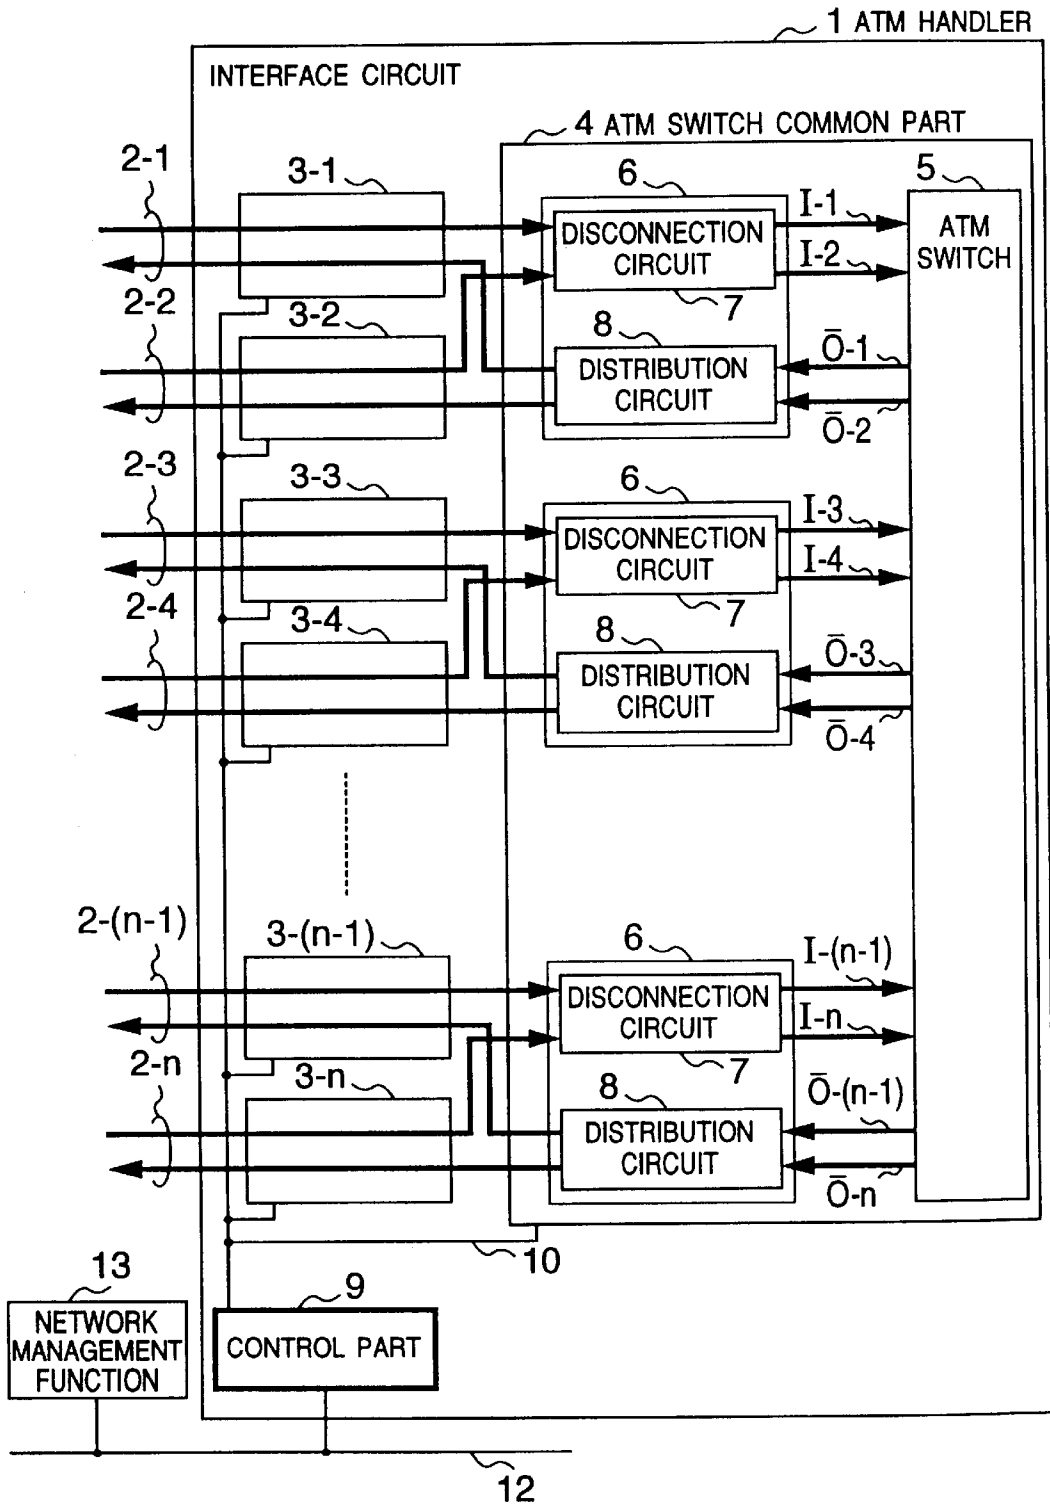 1 ATM HANDLER
INTERFACE CIRCUIT
4 ATM SWITCH COMMON PART
2-1
3-1
6
5
I-1
DISCONNECTION
CIRCUIT
ATM
SWITCH
I-2
7
2-2
3-2
8
O̅-1
DISTRIBUTION
CIRCUIT
O̅-2
2-3
3-3
6
I-3
DISCONNECTION
CIRCUIT
I-4
7
2-4
3-4
8
O̅-3
DISTRIBUTION
CIRCUIT
O̅-4
2-(n-1)
3-(n-1)
6
I-(n-1)
DISCONNECTION
CIRCUIT
I-n
7
2-n
3-n
8
O̅-(n-1)
DISTRIBUTION
CIRCUIT
O̅-n
10
13
9
NETWORK
MANAGEMENT
FUNCTION
CONTROL PART
12